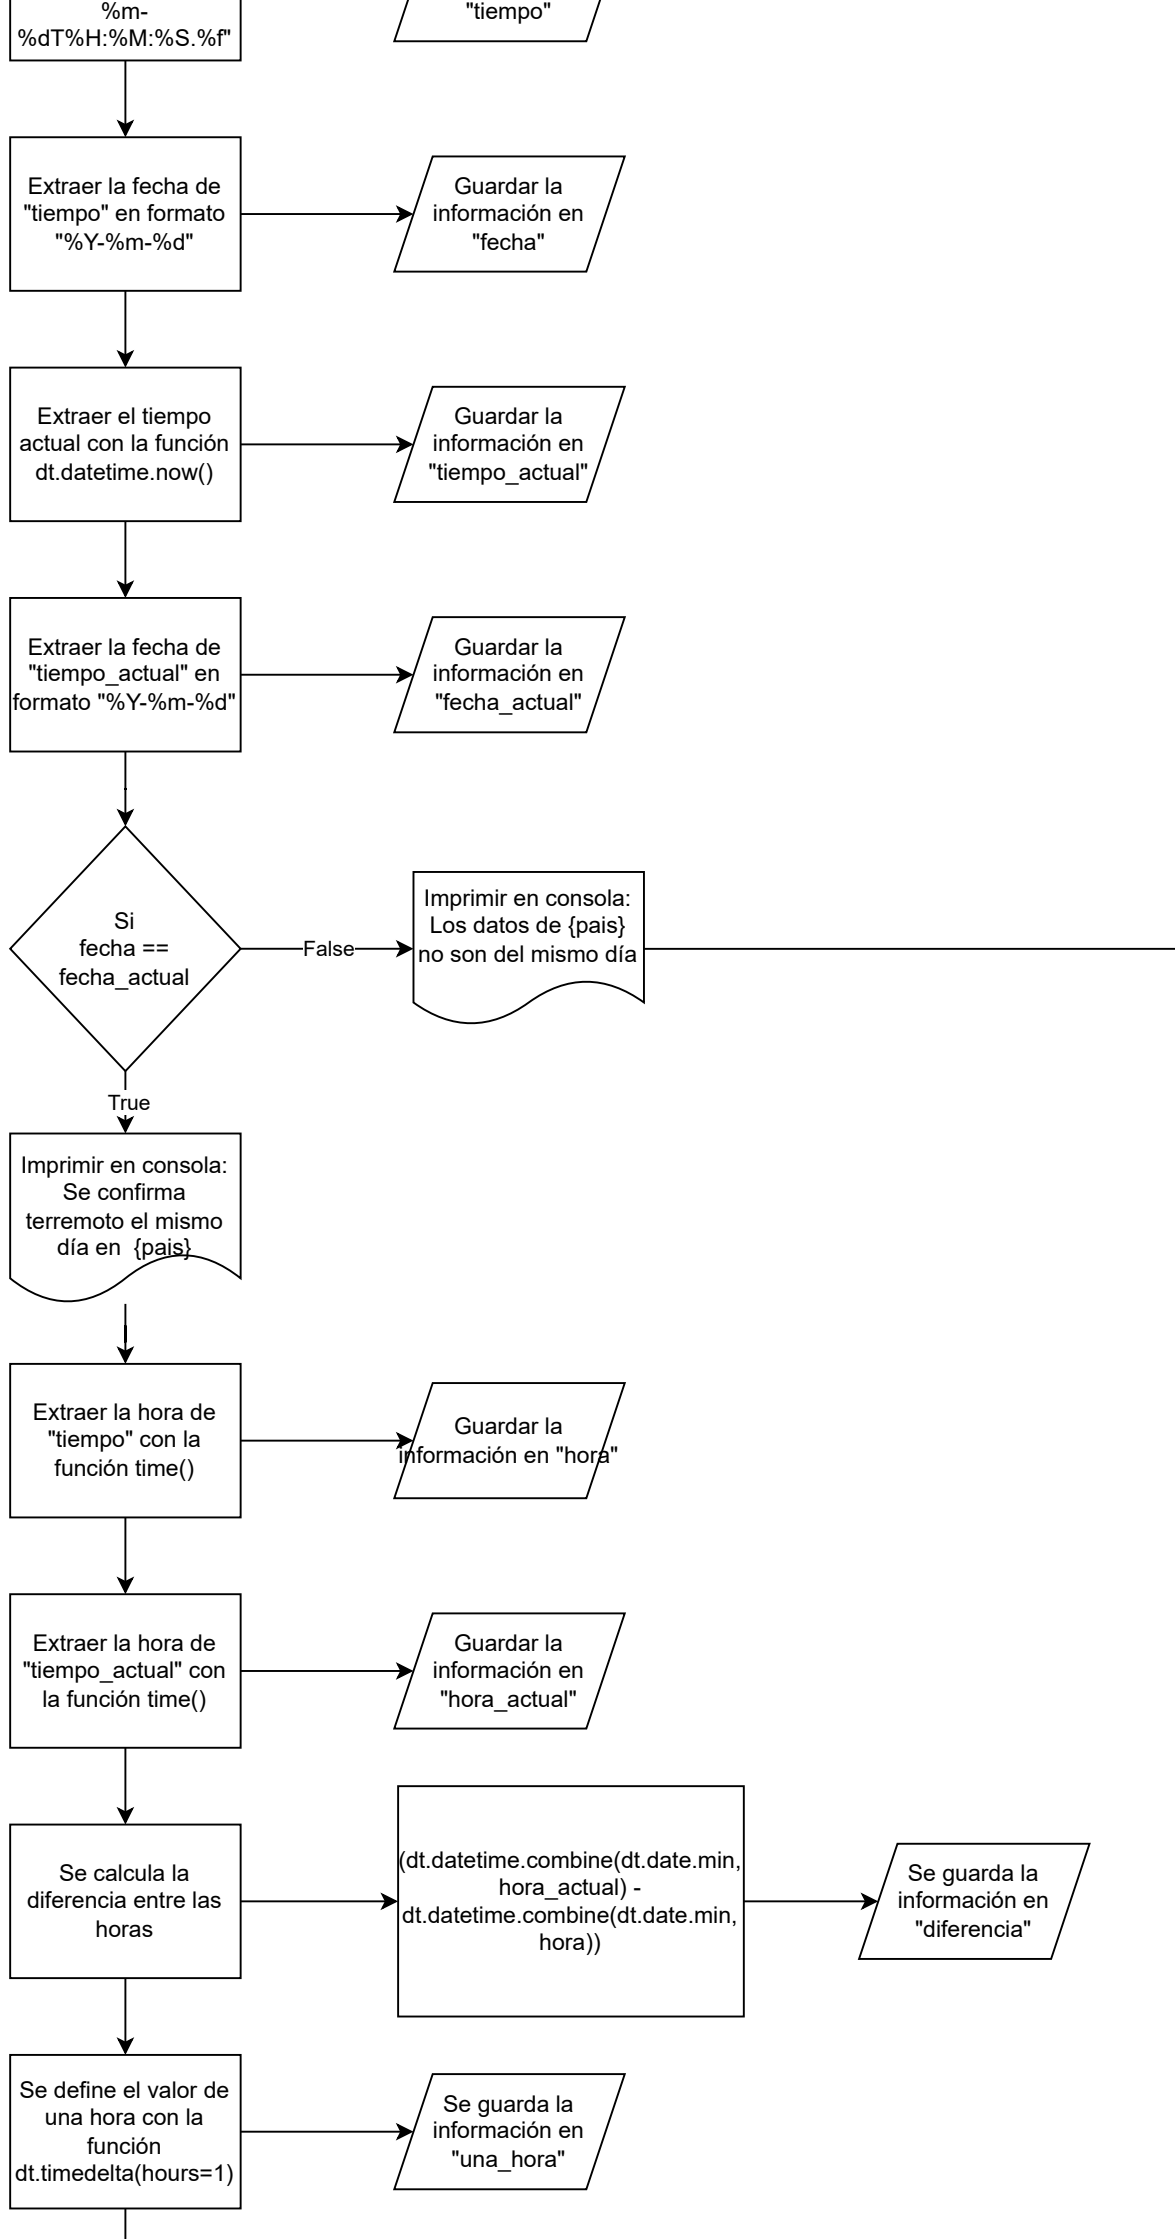 %m-
%dT%H:%M:%S.%f"
"tiempo"
Extraer la fecha de
"tiempo" en formato
"%Y-%m-%d"
Guardar la
información en
"fecha"
Extraer el tiempo
actual con la función
dt.datetime.now()
Guardar la
información en
"tiempo_actual"
Extraer la fecha de
"tiempo_actual" en
formato "%Y-%m-%d"
Guardar la
información en
"fecha_actual"
Si
fecha ==
fecha_actual
False
Imprimir en consola:
Los datos de {pais}
no son del mismo día
True
Imprimir en consola:
Se confirma
terremoto el mismo
día en  {pais}
Extraer la hora de
"tiempo" con la
función time()
Guardar la
información en "hora"
Extraer la hora de
"tiempo_actual" con
la función time()
Guardar la
información en
"hora_actual"
Se calcula la
diferencia entre las
horas
(dt.datetime.combine(dt.date.min,
hora_actual) -
dt.datetime.combine(dt.date.min,
hora))
Se guarda la
información en
"diferencia"
Se define el valor de
una hora con la
función
dt.timedelta(hours=1)
Se guarda la
información en
"una_hora"